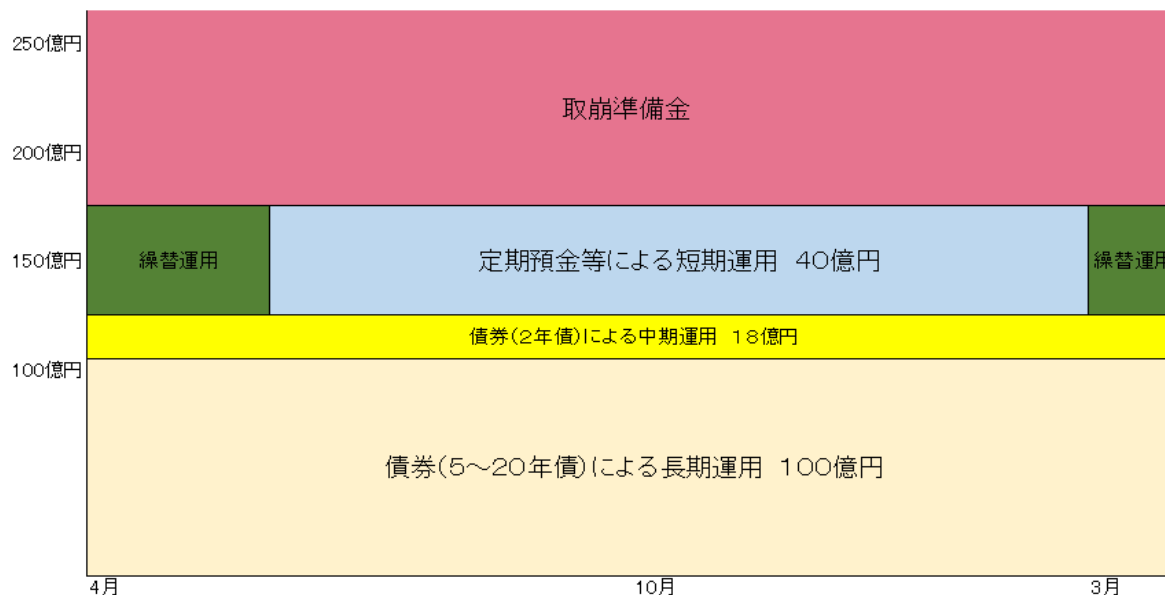 250億円
取崩準備金
200億円
150億円
繰替運用
定期預金等による短期運用　40億円
繰替運用
債券(2年債)による中期運用　18億円
100億円
債券(5～20年債)による長期運用　100億円
4月
10月
3月